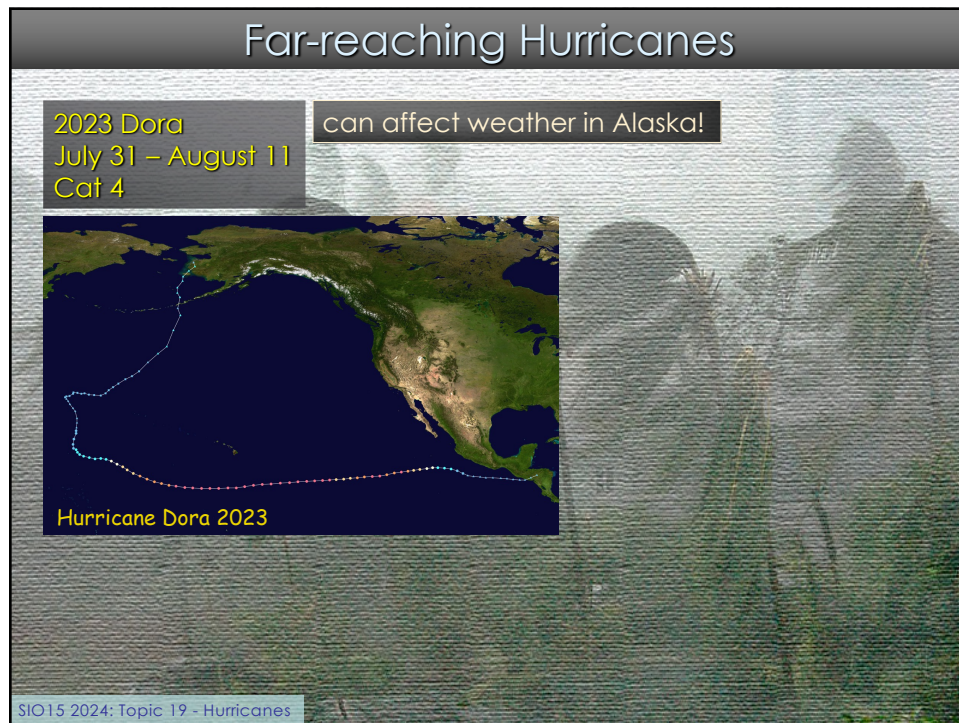 Far-reaching Hurricanes
2023 Dora
July 31 – August 11
Cat 4
can affect weather in Alaska!
Hurricane Dora 2023
SIO15 2024: Topic 19 - Hurricanes